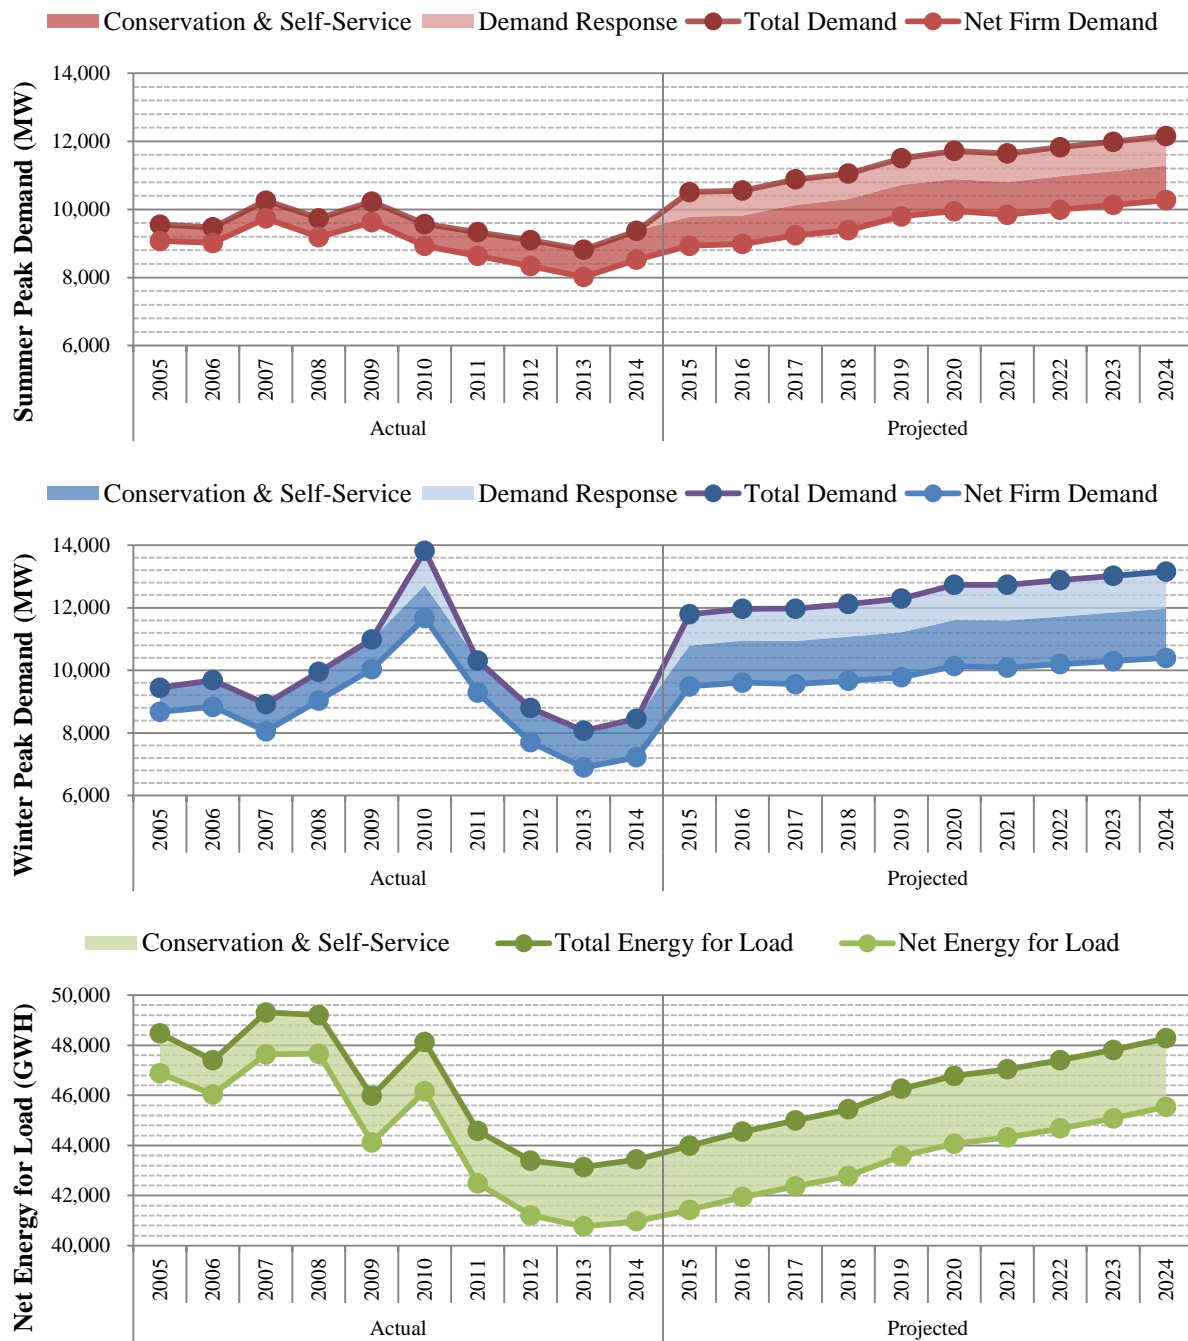 Conservation & Self-Service Demand Response Total Demand Net Firm Demand
Summer Peak Demand (MW)
14,000
12,000
10,000
8,000
6,000
2005 2006 2007 2008 2009 2010 2011 2012 2013 2014 2015 2016 2017 2018 2019 2020 2021 2022 2023 2024
Actual Projected
Conservation & Self-Service Demand Response Total Demand Net Firm Demand
Winter Peak Demand (MW)
14,000
12,000
10,000
8,000
6,000
2005 2006 2007 2008 2009 2010 2011 2012 2013 2014 2015 2016 2017 2018 2019 2020 2021 2022 2023 2024
Actual Projected
Conservation & Self-Service Total Energy for Load Net Energy for Load
Net Energy for Load (GWH)
50,000
48,000
46,000
44,000
42,000
40,000
2005 2006 2007 2008 2009 2010 2011 2012 2013 2014 2015 2016 2017 2018 2019 2020 2021 2022 2023 2024
Actual Projected